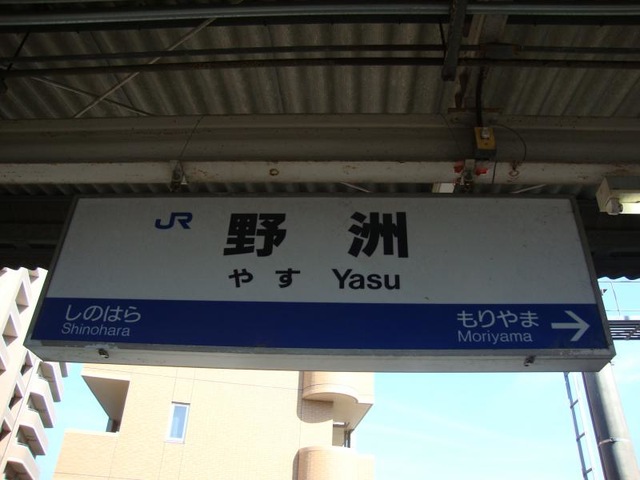 JR 野洲
やす Yasu
しのはら もりやま →
Shinohara Moriyama